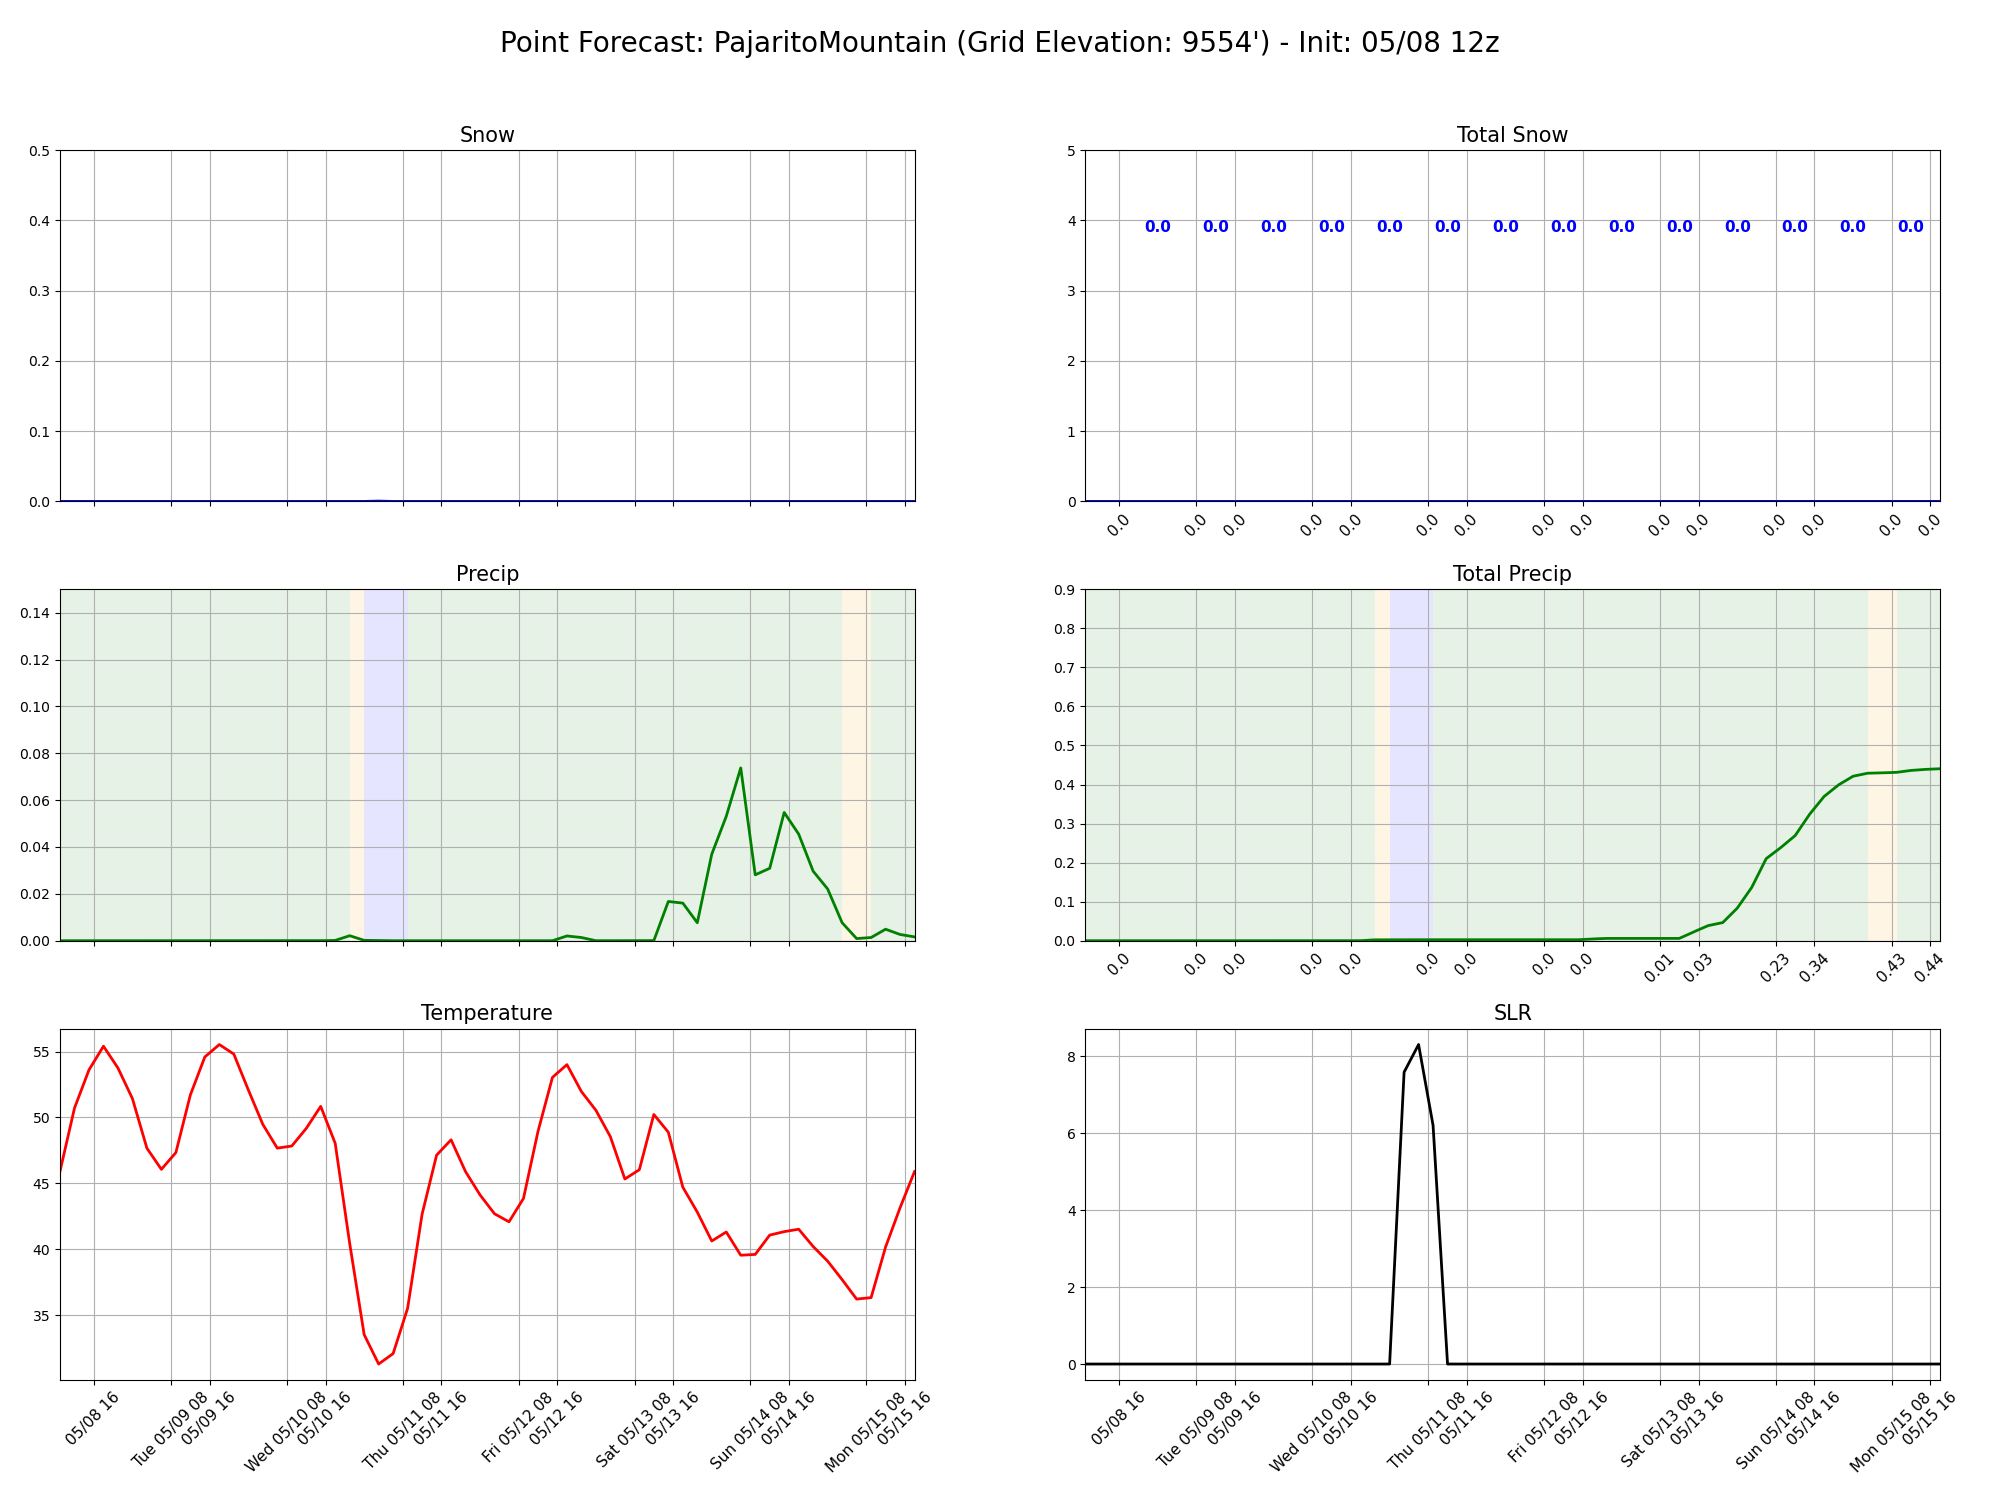 Point Forecast: PajaritoMountain (Grid Elevation: 9554') - Init: 05/08 12z
Snow
0.5
0.4
0.3
0.2
0.1
0.0
Total Snow
5
4
3
2
1
0
0.0 0.0 0.0 0.0 0.0 0.0 0.0 0.0 0.0 0.0 0.0 0.0 0.0 0.0
0.0 0.0 0.0 0.0 0.0 0.0 0.0 0.0 0.0 0.0 0.0 0.0 0.0 0.0 0.0
Precip
0.14
0.12
0.10
0.08
0.06
0.04
0.02
0.00
Total Precip
0.9
0.8
0.7
0.6
0.5
0.4
0.3
0.2
0.1
0.0
0.0 0.0 0.0 0.0 0.0 0.0 0.0 0.0 0.0 0.01 0.03 0.23 0.34 0.43 0.44
Temperature
55
50
45
40
35
05/08 16
Tue 05/09 08
05/09 16
Wed 05/10 08
05/10 16
Thu 05/11 08
05/11 16
Fri 05/12 08
05/12 16
Sat 05/13 08
05/13 16
Sun 05/14 08
05/14 16
Mon 05/15 08
05/15 16
SLR
8
6
4
2
0
05/08 16
Tue 05/09 08
05/09 16
Wed 05/10 08
05/10 16
Thu 05/11 08
05/11 16
Fri 05/12 08
05/12 16
Sat 05/13 08
05/13 16
Sun 05/14 08
05/14 16
Mon 05/15 08
05/15 16